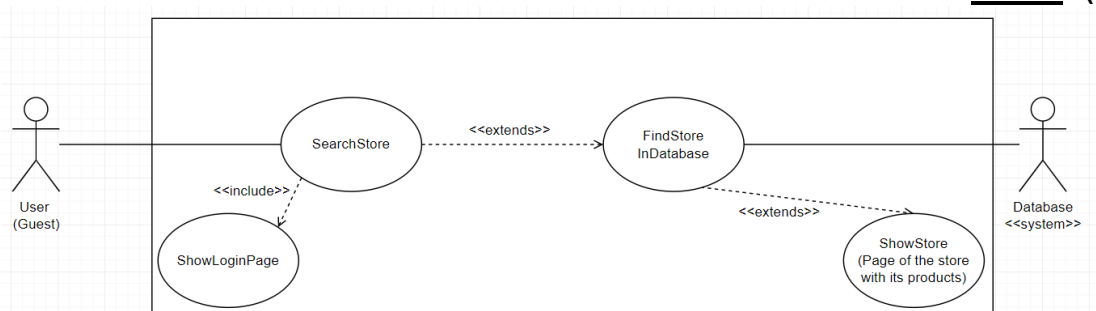 <<extends>>
SearchStore
FindStore
InDatabase
<<include>>
User
(Guest)
<<extends>>
Database
<<system>>
ShowLoginPage
ShowStore
(Page of the store
with its products)